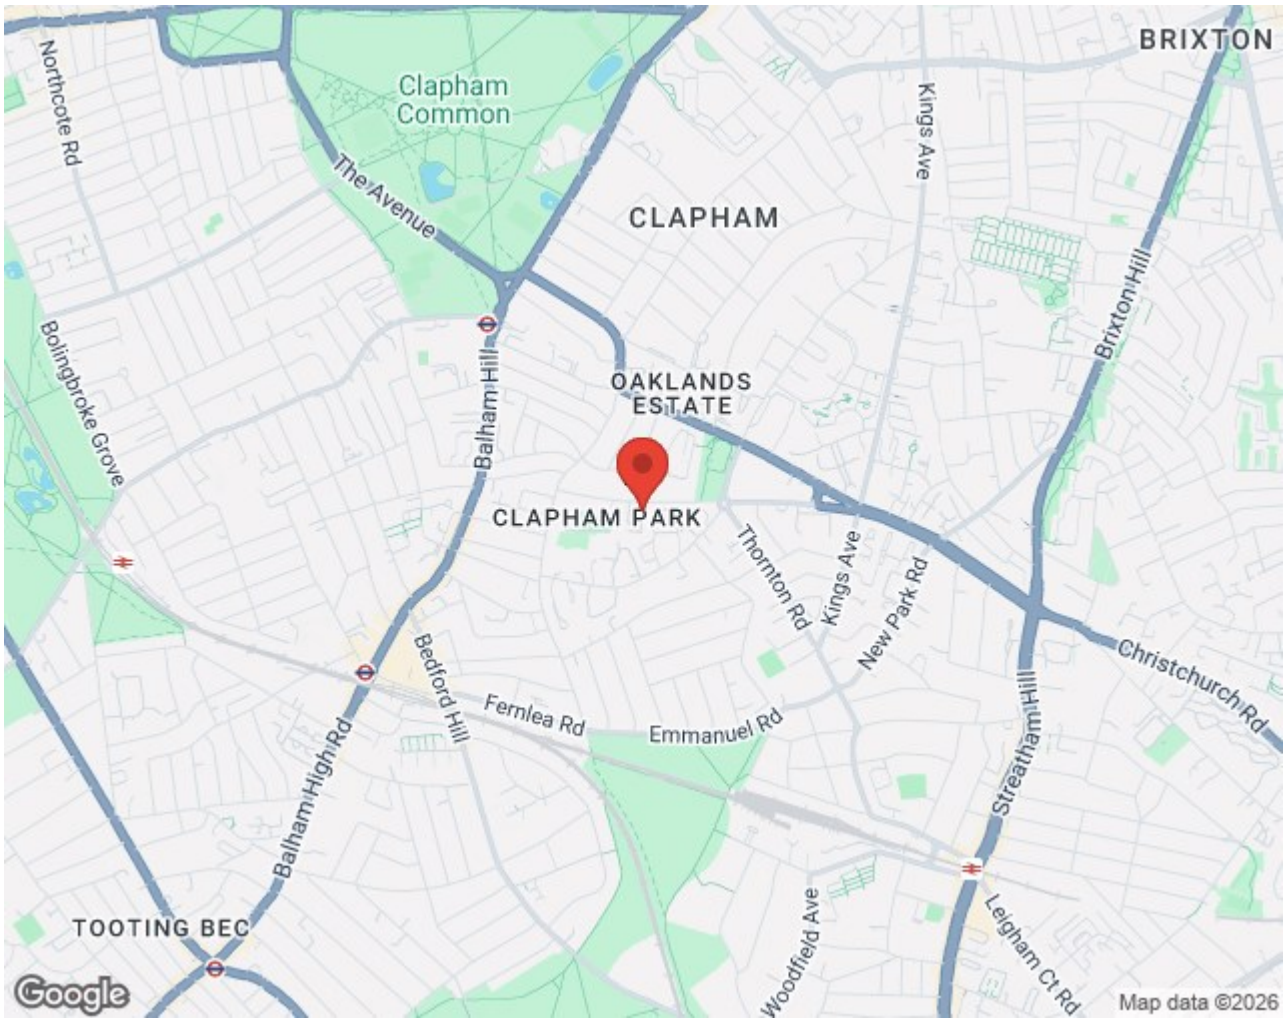 BRIXTON
Northcote Rd
Clapham
Common
Kings Ave
The Avenue
CLAPHAM
Brixton Hill
Bolingbroke Grove
Balham Hill
OAKLANDS
ESTATE
CLAPHAM PARK
Thornton Rd
Kings Ave
New Park Rd
Bedford Hill
Christchurch Rd
Fernlea Rd
Emmanuel Rd
Streatham Hill
Balham High Rd
TOOTING BEC
Woodfield Ave
Leigham Ct Rd
Google
Map data ©2026